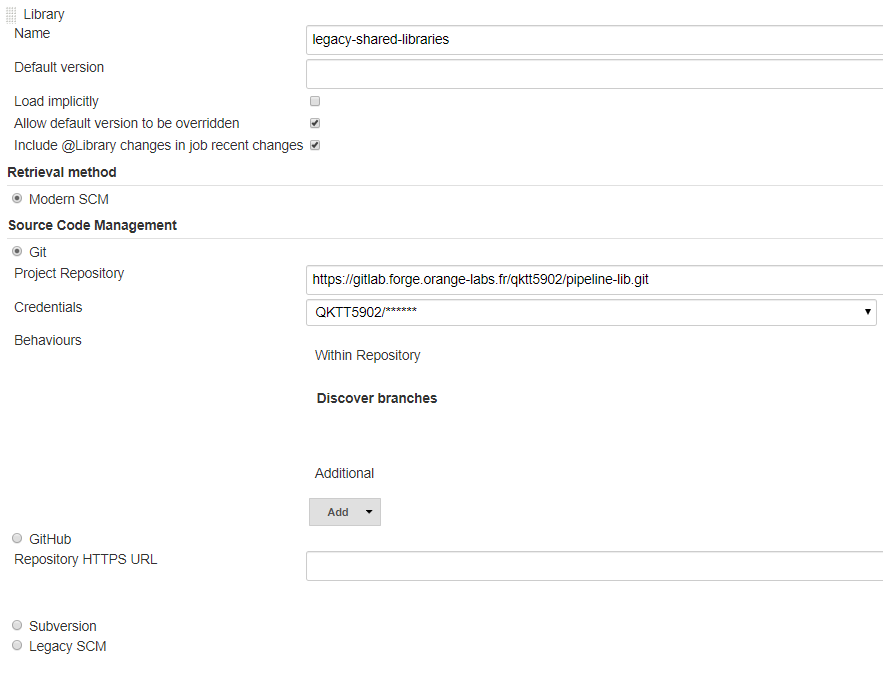 Library
Name
legacy-shared-libraries
Default version
Load implicitly
Allow default version to be overridden
Include @Library changes in job recent changes
Retrieval method
Modern SCM
Source Code Management
Git
Project Repository
https://gitlab.forge.orange-labs.fr/qktt5902/pipeline-lib.git
Credentials
QKTT5902/******
Behaviours
Within Repository
Discover branches
Additional
Add
GitHub
Repository HTTPS URL
Subversion
Legacy SCM